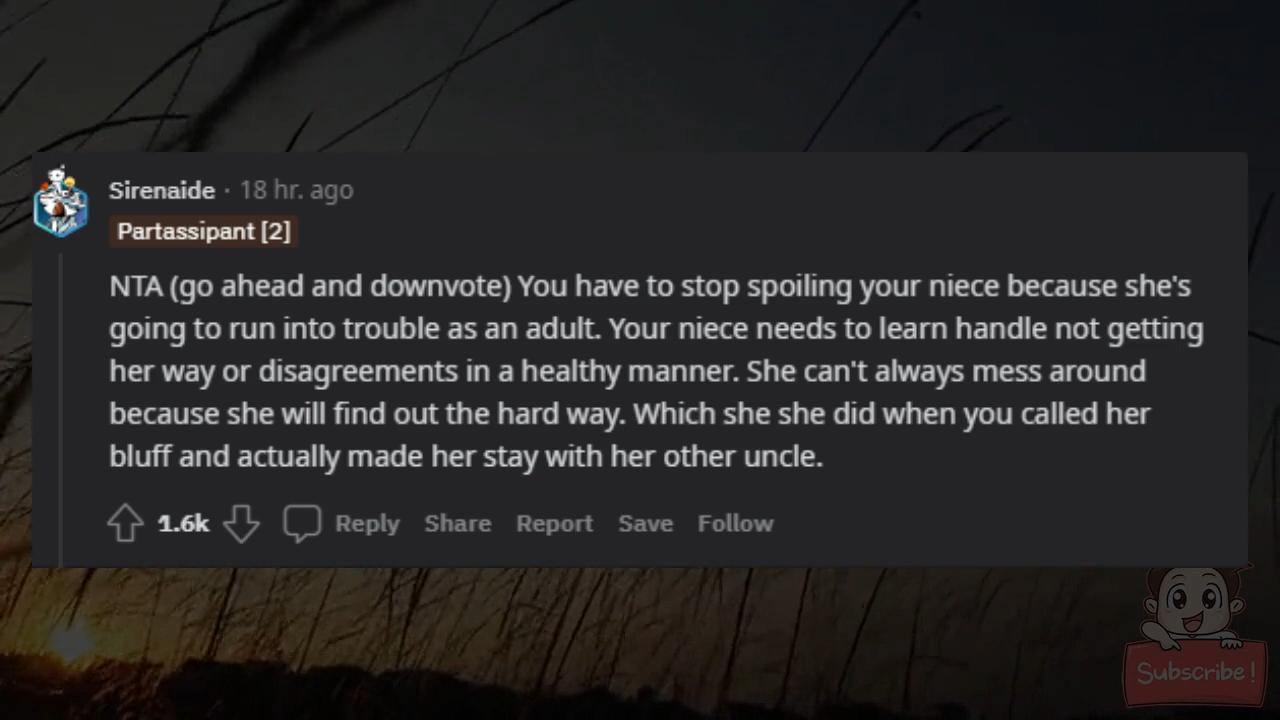 Sirenaide · 18 hr. ago
Partassipant [2]
NTA (go ahead and downvote) You have to stop spoiling your niece because she's
going to run into trouble as an adult. Your niece needs to learn handle not getting
her way or disagreements in a healthy manner. She can't always mess around
because she will find out the hard way. Which she she did when you called her
bluff and actually made her stay with her other uncle.
1.6k Reply Share Report Save Follow
Subscribe!